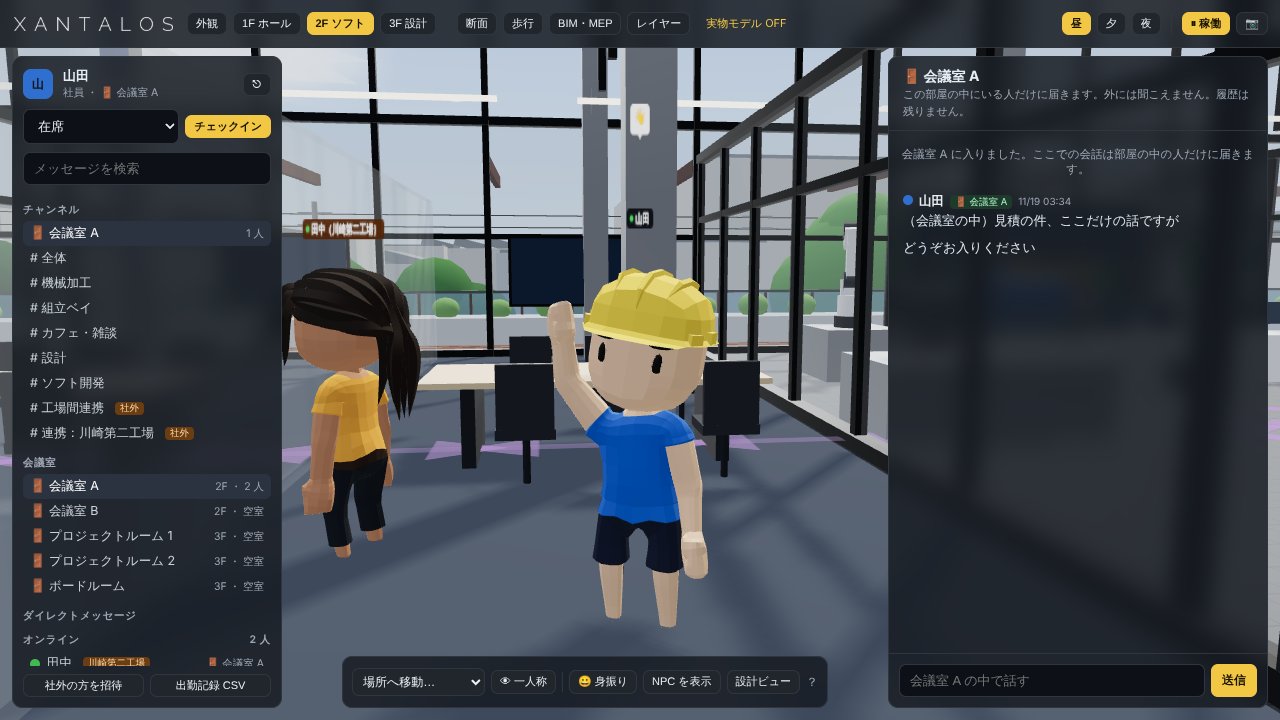 XANTALOS
外観
1F ホール
2F ソフト
3F 設計
断面
歩行
BIM・MEP
レイヤー
実物モデル OFF
昼
夕
夜
稼働
山
山田
社員 ・ 会議室 A
在席
チェックイン
メッセージを検索
チャンネル
会議室 A 1 人
# 全体
# 機械加工
# 組立ベイ
# カフェ・雑談
# 設計
# ソフト開発
# 工場間連携 社外
# 連携：川崎第二工場 社外
会議室
会議室 A 2F ・ 2 人
会議室 B 2F ・ 空室
プロジェクトルーム 1 3F ・ 空室
プロジェクトルーム 2 3F ・ 空室
ボードルーム 3F ・ 空室
ダイレクトメッセージ
オンライン 2 人
田中 川崎第二工場 会議室 A
社外の方を招待
出勤記録 CSV
田中（川崎第二工場）
山田
場所へ移動…
一人称
身振り
NPC を表示
設計ビュー
?
会議室 A
この部屋の中にいる人だけに届きます。外には聞こえません。履歴は
残りません。
会議室 A に入りました。ここでの会話は部屋の中の人だけに届きま
す。
山田 会議室 A 11/19 03:34
（会議室の中）見積の件、ここだけの話ですが
どうぞお入りください
会議室 A の中で話す
送信